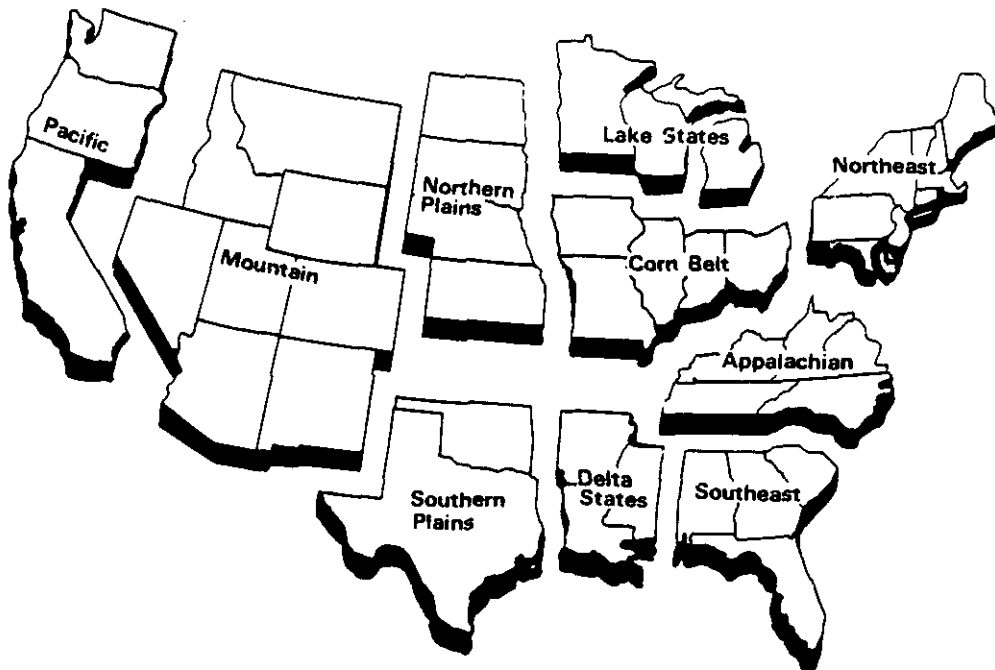 Pacific
Mountain
Northern
Plains
Lake States
Corn Belt
Northeast
Appalachian
Southeast
Delta
States
Southern
Plains